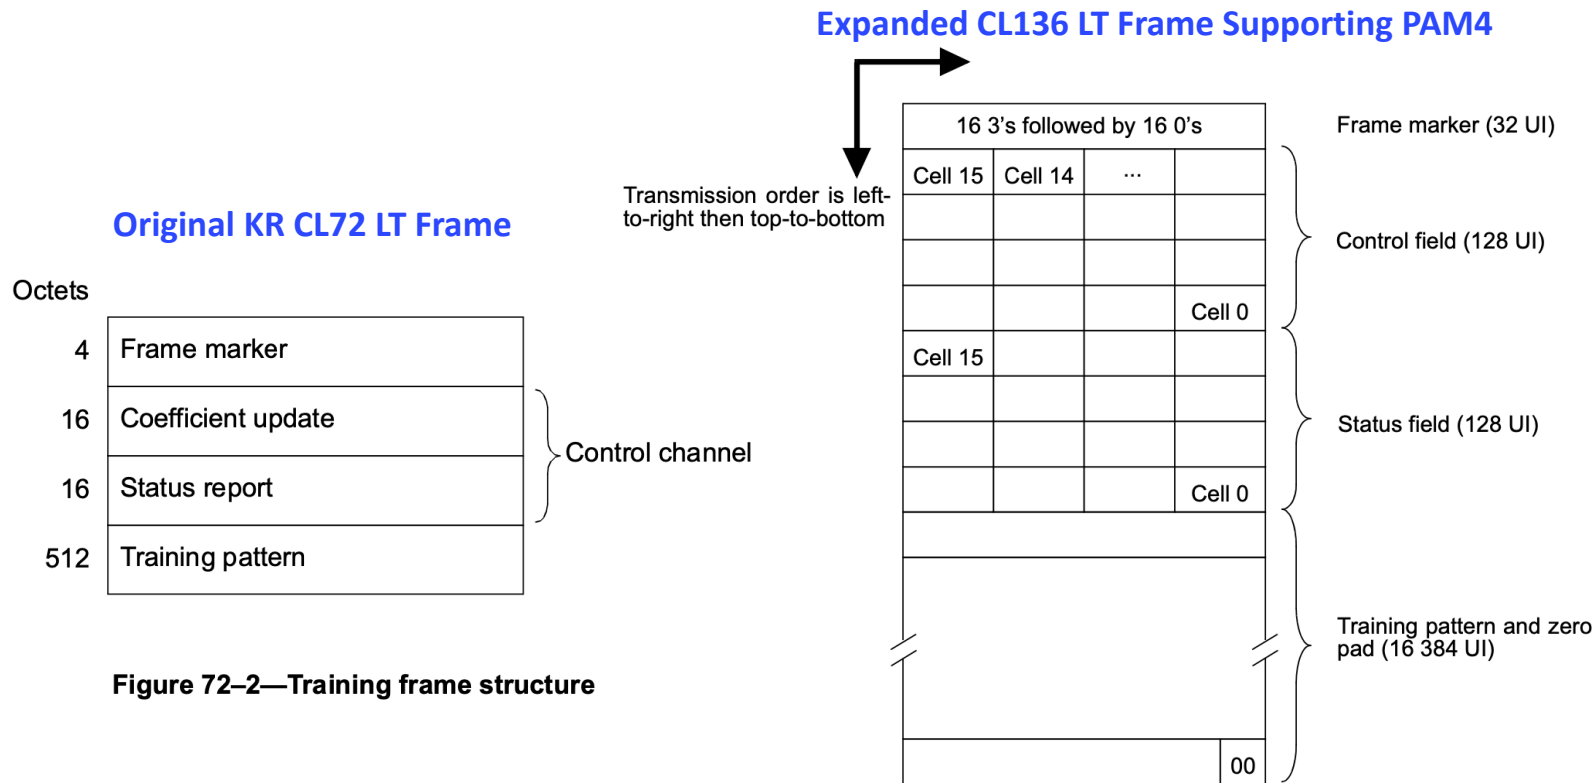 Expanded CL136 LT Frame Supporting PAM4
Transmission order is left-
to-right then top-to-bottom
16 3's followed by 16 0's
Frame marker (32 UI)
Cell 15
Cell 14
...
Cell 0
Control field (128 UI)
Cell 15
Cell 0
Status field (128 UI)
Training pattern and zero
pad (16 384 UI)
00
Original KR CL72 LT Frame
Octets
4 Frame marker
16 Coefficient update
16 Status report
Control channel
512 Training pattern
Figure 72–2—Training frame structure